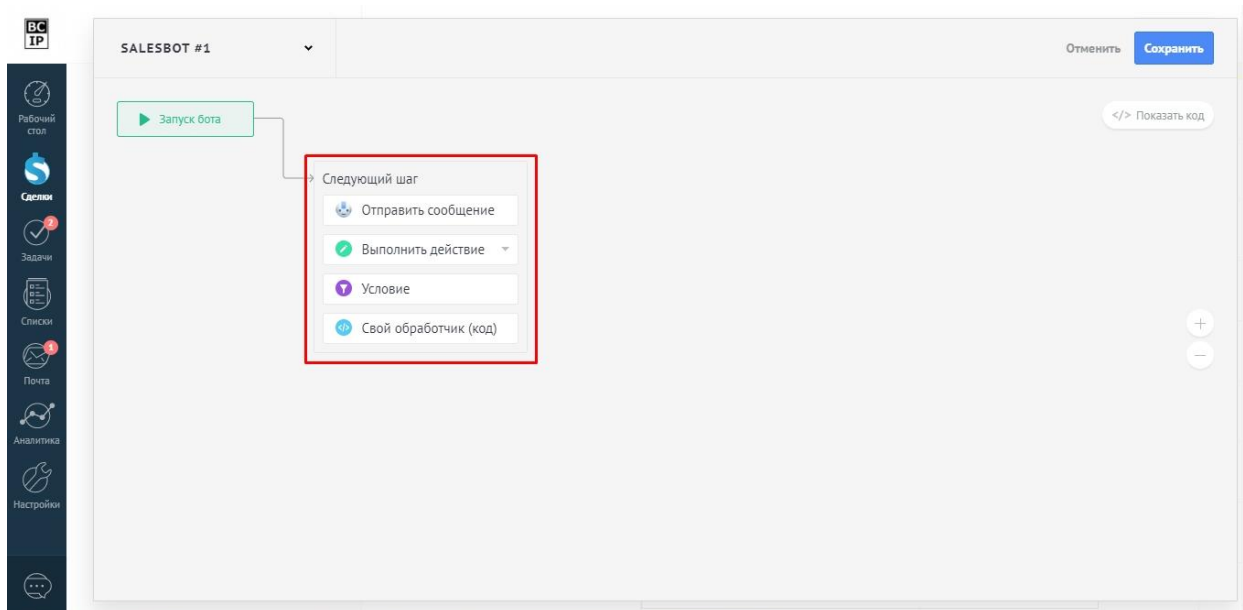 BC
IP
SALESBOT #1
Отменить
Сохранить
Рабочий
стол
Сделки
2
Задачи
Списки
1
Почта
Аналитика
Настройки
Запуск бота
</> Показать код
Следующий шаг
Отправить сообщение
Выполнить действие
Условие
</> Свой обработчик (код)
+
−